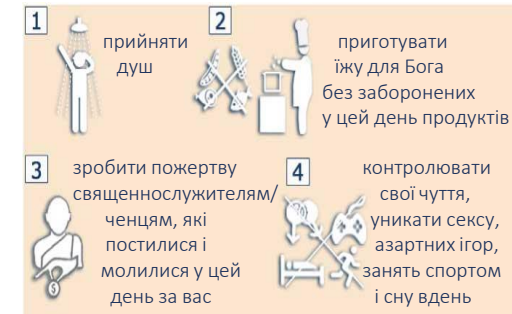 1
прийняти
душ
2
приготувати
їжу для Бога
без заборонених
у цей день продуктів
3
зробити пожертву
священнослужителям/
ченцям, які
постилися і
молилися у цей
день за вас
$
4
контролювати
свої чуття,
уникати сексу,
азартних ігор,
занять спортом
і сну вдень